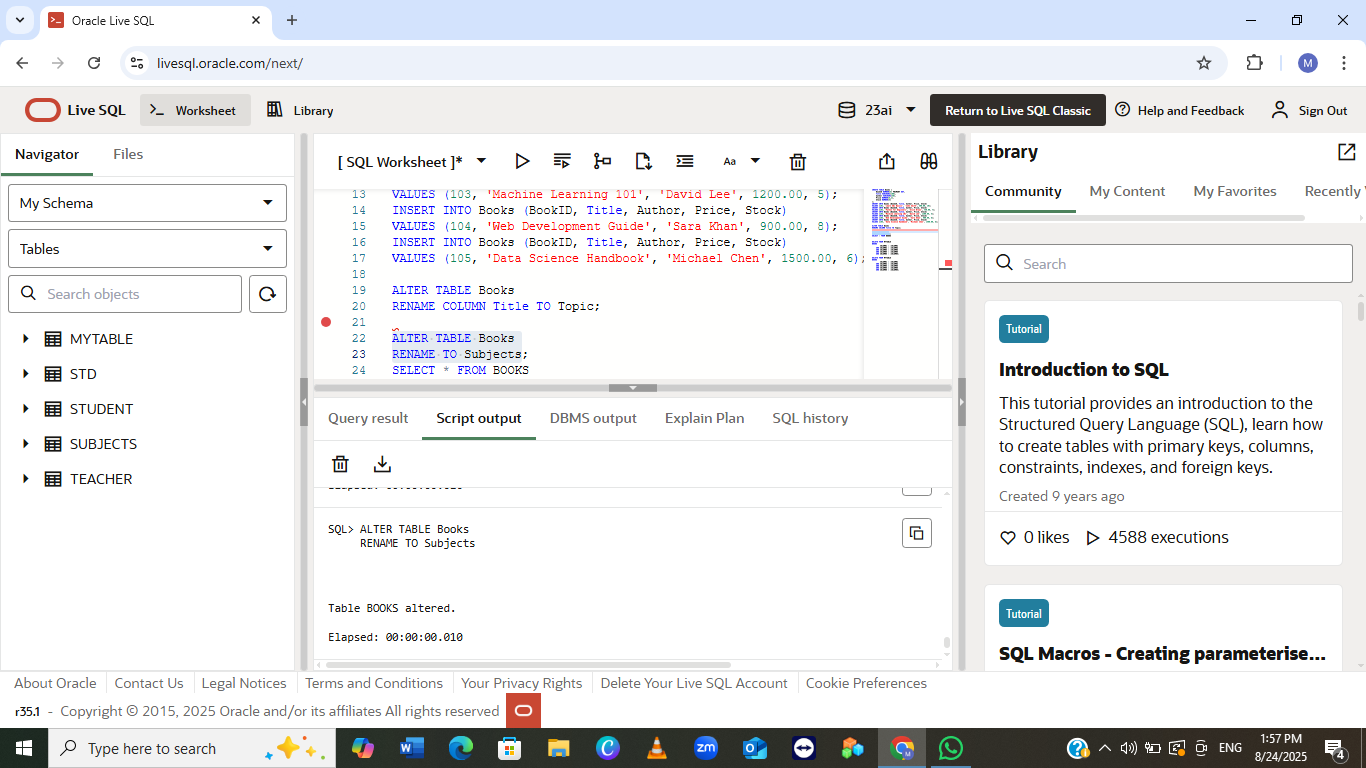 Oracle Live SQL
livesql.oracle.com/next/
M
Live SQL
Worksheet
Library
23ai
Return to Live SQL Classic
Help and Feedback
Sign Out
Navigator
Files
My Schema
Tables
Search objects
MYTABLE
STD
STUDENT
SUBJECTS
TEACHER
[ SQL Worksheet ]*
Aa
13 VALUES (103, 'Machine Learning 101', 'David Lee', 1200.00, 5);
14 INSERT INTO Books (BookID, Title, Author, Price, Stock)
15 VALUES (104, 'Web Development Guide', 'Sara Khan', 900.00, 8);
16 INSERT INTO Books (BookID, Title, Author, Price, Stock)
17 VALUES (105, 'Data Science Handbook', 'Michael Chen', 1500.00, 6);
18
19 ALTER TABLE Books
20 RENAME COLUMN Title TO Topic;
21
22 ALTER TABLE Books
23 RENAME TO Subjects;
24 SELECT * FROM BOOKS
Query result
Script output
DBMS output
Explain Plan
SQL history
SQL> ALTER TABLE Books
RENAME TO Subjects
Table BOOKS altered.
Elapsed: 00:00:00.010
Library
Community
My Content
My Favorites
Recently
Search
Tutorial
Introduction to SQL
This tutorial provides an introduction to the
Structured Query Language (SQL), learn how
to create tables with primary keys, columns,
constraints, indexes, and foreign keys.
Created 9 years ago
0 likes
4588 executions
Tutorial
SQL Macros - Creating parameterise...
About Oracle
Contact Us
Legal Notices
Terms and Conditions
Your Privacy Rights
Delete Your Live SQL Account
Cookie Preferences
r35.1 - Copyright © 2015, 2025 Oracle and/or its affiliates All rights reserved
Type here to search
zm
ENG
1:57 PM
8/24/2025
4